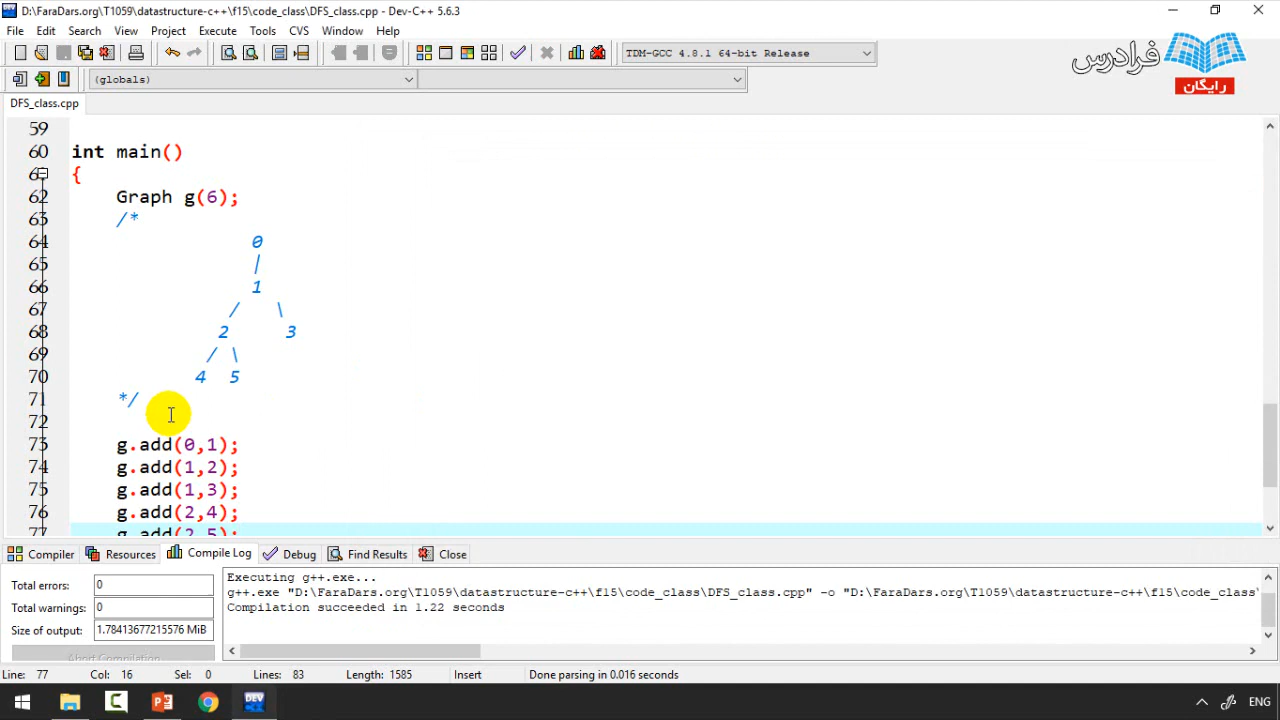 D:\FaraDars.org\T1059\datastructure-c++\f15\code_class\DFS_class.cpp - Dev-C++ 5.6.3
File Edit Search View Project Execute Tools CVS Window Help
TDM-GCC 4.8.1 64-bit Release
فرادرس
رایگان
(globals)
DFS_class.cpp
59
60 int main()
61 {
62 Graph g(6);
63 /*
64 0
65 |
66 1
67 / \
68 2 3
69 / \
70 4 5
71 */
72
73 g.add(0,1);
74 g.add(1,2);
75 g.add(1,3);
76 g.add(2,4);
77 g.add(2,5);
Compiler Resources Compile Log Debug Find Results Close
Total errors: 0
Total warnings: 0
Size of output: 1.78413677215576 MiB
Abort Compilation
Executing g++.exe...
g++.exe "D:\FaraDars.org\T1059\datastructure-c++\f15\code_class\DFS_class.cpp" -o "D:\FaraDars.org\T1059\datastructure-c++\f15\code_class
Compilation succeeded in 1.22 seconds
Line: 77 Col: 16 Sel: 0 Lines: 83 Length: 1585 Insert Done parsing in 0.016 seconds
DEV
ENG